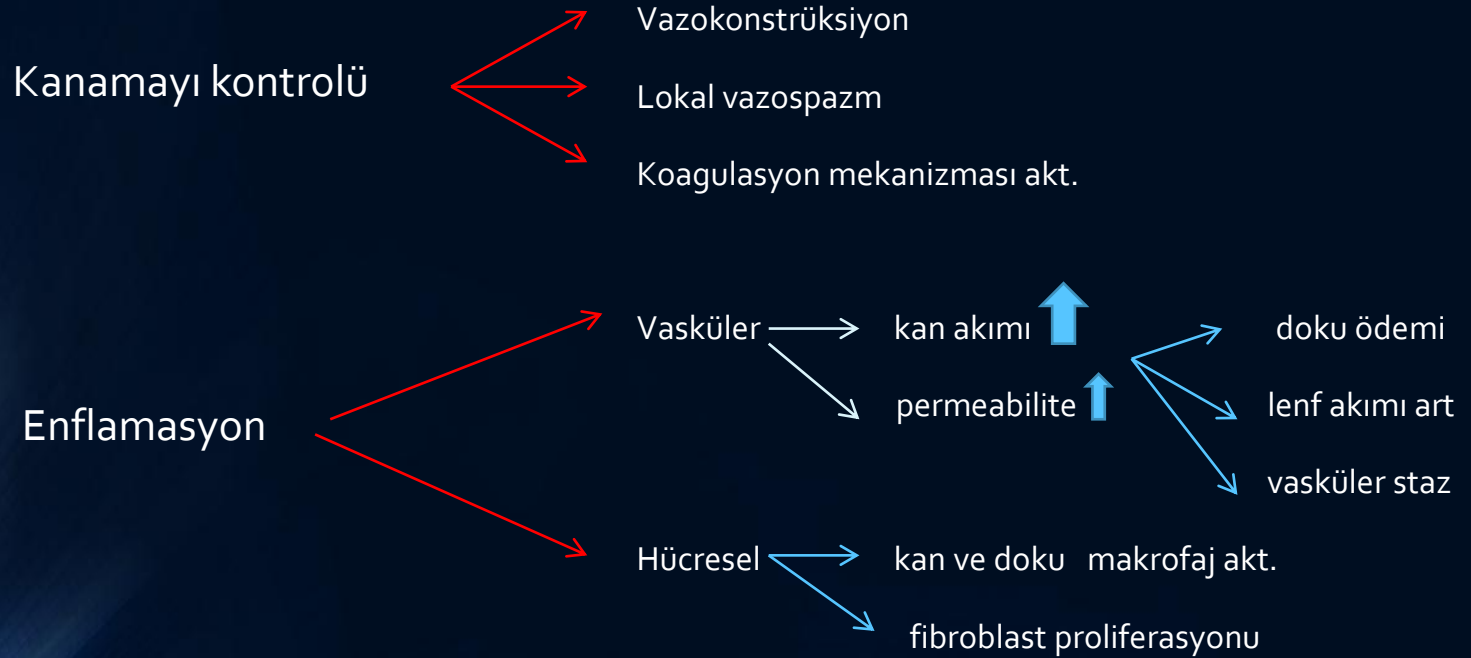 Vazokonstrüksiyon
Kanamayı kontrolü
Lokal vazospazm
Koagulasyon mekanizması akt.
Vasküler
kan akımı
doku ödemi
permeabilite
lenf akımı art
Enflamasyon
vasküler staz
Hücresel
kan ve doku makrofaj akt.
fibroblast proliferasyonu